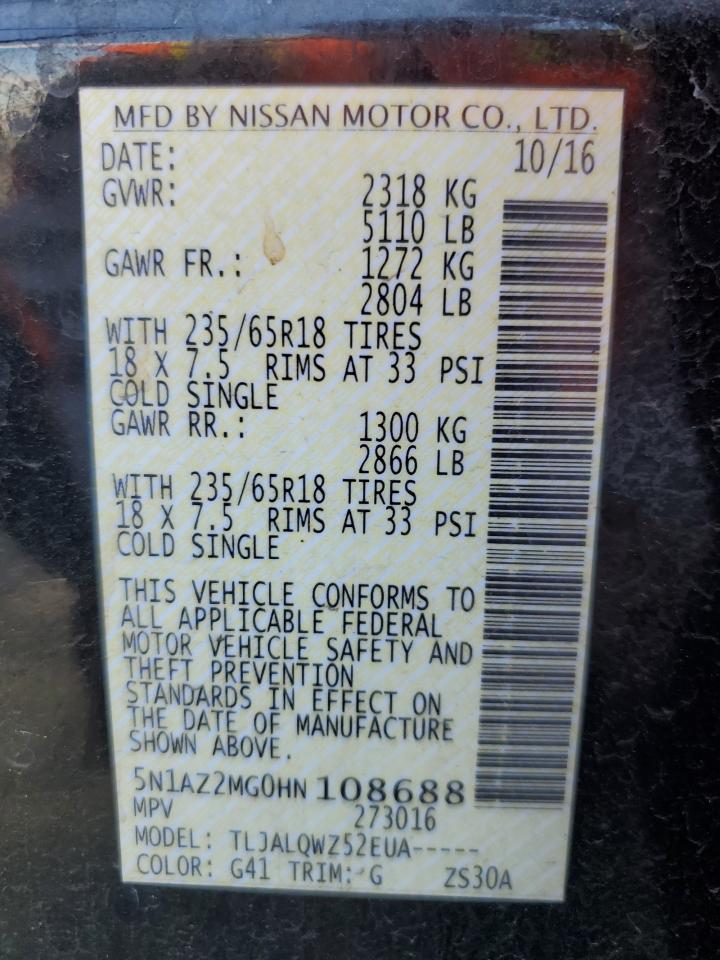 MFD BY NISSAN MOTOR CO., LTD.
DATE: 10/16
GVWR: 2318 KG
5110 LB
GAWR FR.: 1272 KG
2804 LB
WITH 235/65R18 TIRES
18 X 7.5 RIMS AT 33 PSI
COLD SINGLE
GAWR RR.: 1300 KG
2866 LB
WITH 235/65R18 TIRES
18 X 7.5 RIMS AT 33 PSI
COLD SINGLE
THIS VEHICLE CONFORMS TO
ALL APPLICABLE FEDERAL
MOTOR VEHICLE SAFETY AND
THEFT PREVENTION
STANDARDS IN EFFECT ON
THE DATE OF MANUFACTURE
SHOWN ABOVE.
5N1AZ2MG0HN 108688
MPV 273016
MODEL: TLJALQWZ52EUA-----
COLOR: G41 TRIM: G ZS30A